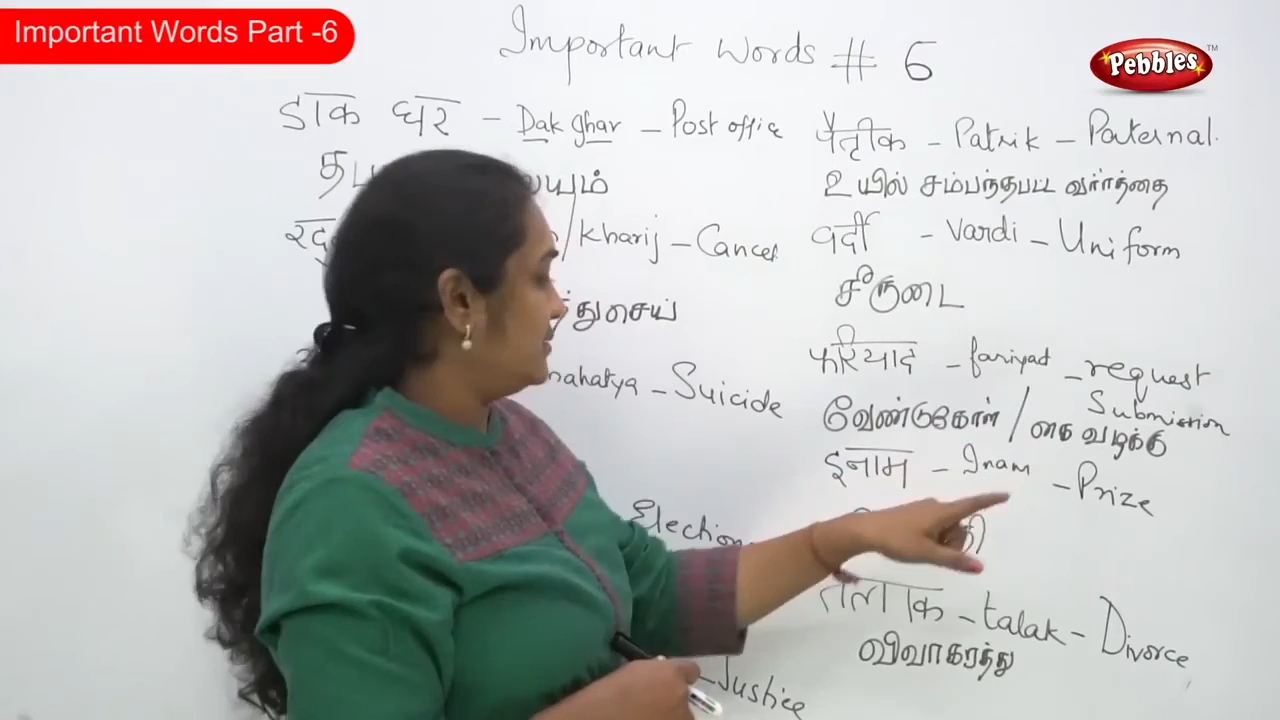 Important Words Part -6
Important words # 6
Pebbles TM
डाक घर - Dak ghar - Post office
/kharij - Cancel
த்துசெய்
mahatya - Suicide
Election
Justice
पैतृीक - Patrik - Paternal.
உயில் சம்பந்தபட்ட வார்த்தை
वर्दी - Vardi - Uniform
சீருடை
फरियाद - fariyad - request
Submission
வேண்டுகோள் /
इनाम - Inam - Prize
तलाक - talak - Divorce
விவாகரத்து